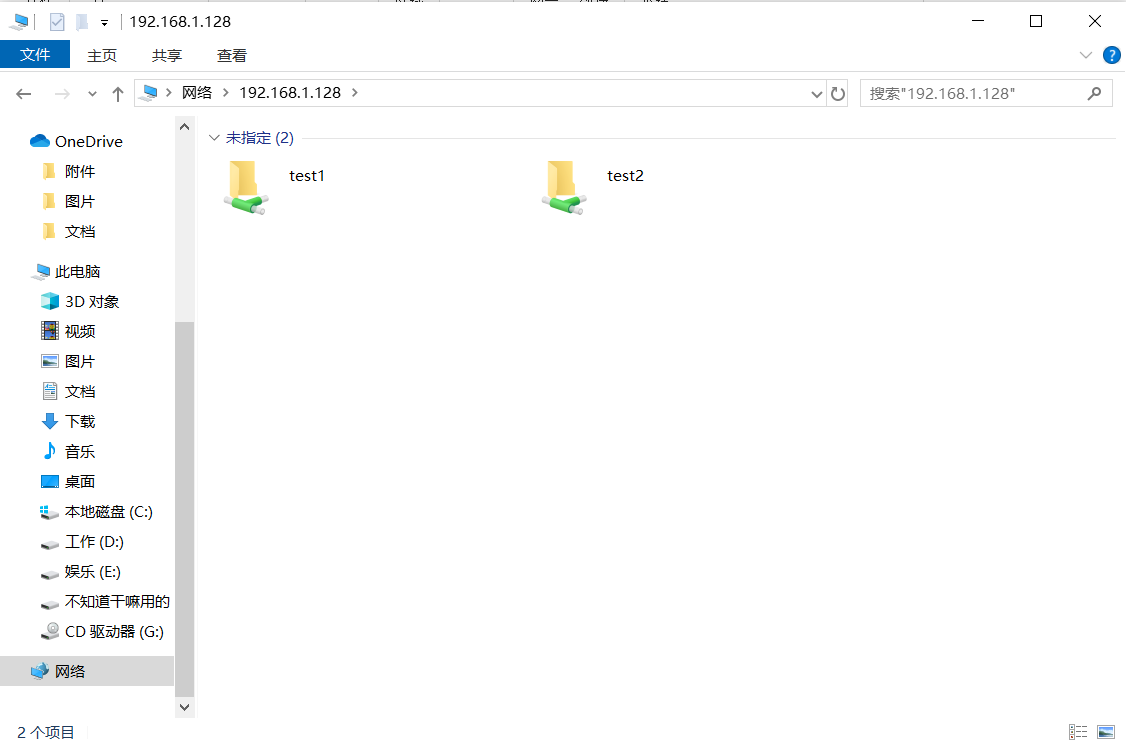 192.168.1.128
文件 主页 共享 查看
网络 192.168.1.128 搜索"192.168.1.128"
OneDrive
附件
图片
文档
此电脑
3D 对象
视频
图片
文档
下载
音乐
桌面
本地磁盘 (C:)
工作 (D:)
娱乐 (E:)
不知道干嘛用的
CD 驱动器 (G:)
网络
未指定 (2)
test1 test2
2 个项目